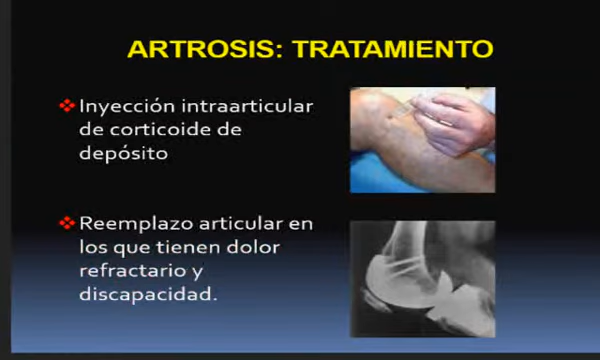 ARTROSIS: TRATAMIENTO
Inyección intraarticular
de corticoide de
depósito
Reemplazo articular en
los que tienen dolor
refractario y
discapacidad.